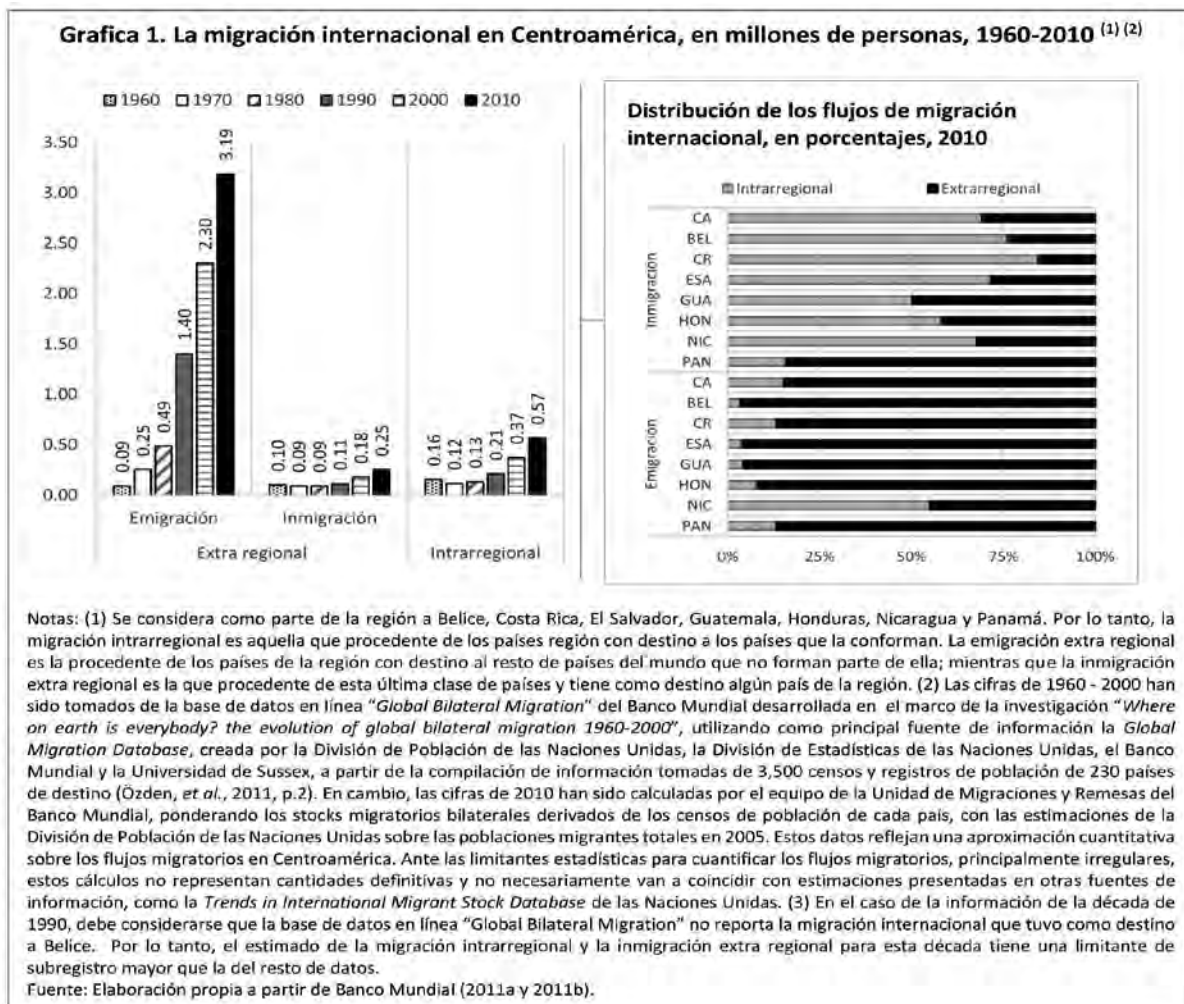 Grafica 1. La migración internacional en Centroamérica, en millones de personas, 1960-2010 (1) (2)
1960 1970 1980 1990 2000 2010
3.50
3.00
2.50
2.00
1.50
1.00
0.50
0.00
0.09 0.25 0.49 1.40 2.30 3.19
0.10 0.09 0.09 0.11 0.18 0.25
0.16 0.12 0.13 0.21 0.37 0.57
Emigración Inmigración
Extra regional Intrarregional
Distribución de los flujos de migración
internacional, en porcentajes, 2010
Intrarregional Extrarregional
Inmigración
CA
BEL
CR
ESA
GUA
HON
NIC
PAN
Emigración
CA
BEL
CR
ESA
GUA
HON
NIC
PAN
0% 25% 50% 75% 100%
Notas: (1) Se considera como parte de la región a Belice, Costa Rica, El Salvador, Guatemala, Honduras, Nicaragua y Panamá. Por lo tanto, la
migración intrarregional es aquella que procedente de los países región con destino a los países que la conforman. La emigración extra regional
es la procedente de los países de la región con destino al resto de países del mundo que no forman parte de ella; mientras que la inmigración
extra regional es la que procedente de esta última clase de países y tiene como destino algún país de la región. (2) Las cifras de 1960 - 2000 han
sido tomados de la base de datos en línea "Global Bilateral Migration" del Banco Mundial desarrollada en el marco de la investigación "Where
on earth is everybody? the evolution of global bilateral migration 1960-2000", utilizando como principal fuente de información la Global
Migration Database, creada por la División de Población de las Naciones Unidas, la División de Estadísticas de las Naciones Unidas, el Banco
Mundial y la Universidad de Sussex, a partir de la compilación de información tomadas de 3,500 censos y registros de población de 230 países
de destino (Özden, et al., 2011, p.2). En cambio, las cifras de 2010 han sido calculadas por el equipo de la Unidad de Migraciones y Remesas del
Banco Mundial, ponderando los stocks migratorios bilaterales derivados de los censos de población de cada país, con las estimaciones de la
División de Población de las Naciones Unidas sobre las poblaciones migrantes totales en 2005. Estos datos reflejan una aproximación cuantitativa
sobre los flujos migratorios en Centroamérica. Ante las limitantes estadísticas para cuantificar los flujos migratorios, principalmente irregulares,
estos cálculos no representan cantidades definitivas y no necesariamente van a coincidir con estimaciones presentadas en otras fuentes de
información, como la Trends in International Migrant Stock Database de las Naciones Unidas. (3) En el caso de la información de la década de
1990, debe considerarse que la base de datos en línea "Global Bilateral Migration" no reporta la migración internacional que tuvo como destino
a Belice. Por lo tanto, el estimado de la migración intrarregional y la inmigración extra regional para esta década tiene una limitante de
subregistro mayor que la del resto de datos.
Fuente: Elaboración propia a partir de Banco Mundial (2011a y 2011b).